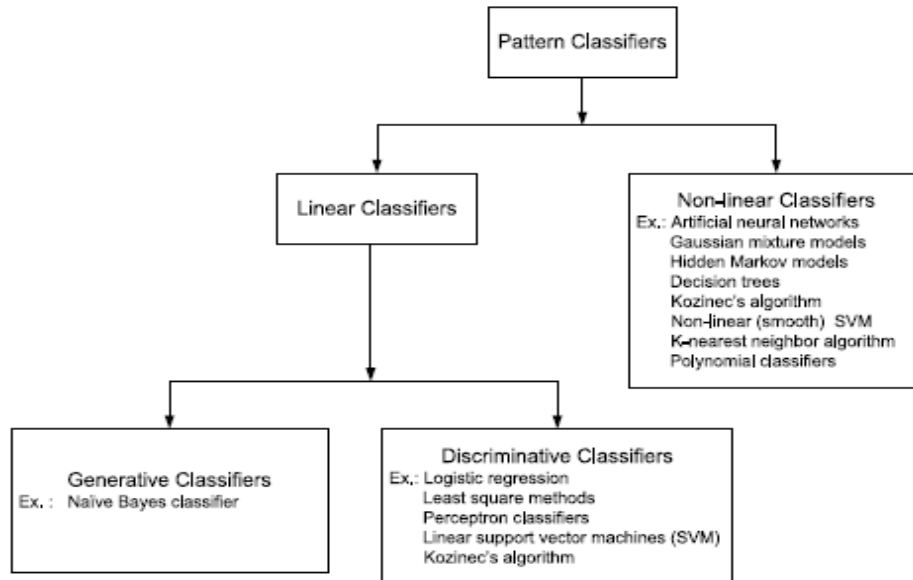 Pattern Classifiers
Linear Classifiers
Non-linear Classifiers
Ex.: Artificial neural networks
Gaussian mixture models
Hidden Markov models
Decision trees
Kozinec's algorithm
Non-linear (smooth) SVM
K-nearest neighbor algorithm
Polynomial classifiers
Generative Classifiers
Ex. : Naïve Bayes classifier
Discriminative Classifiers
Ex.: Logistic regression
Least square methods
Perceptron classifiers
Linear support vector machines (SVM)
Kozinec's algorithm